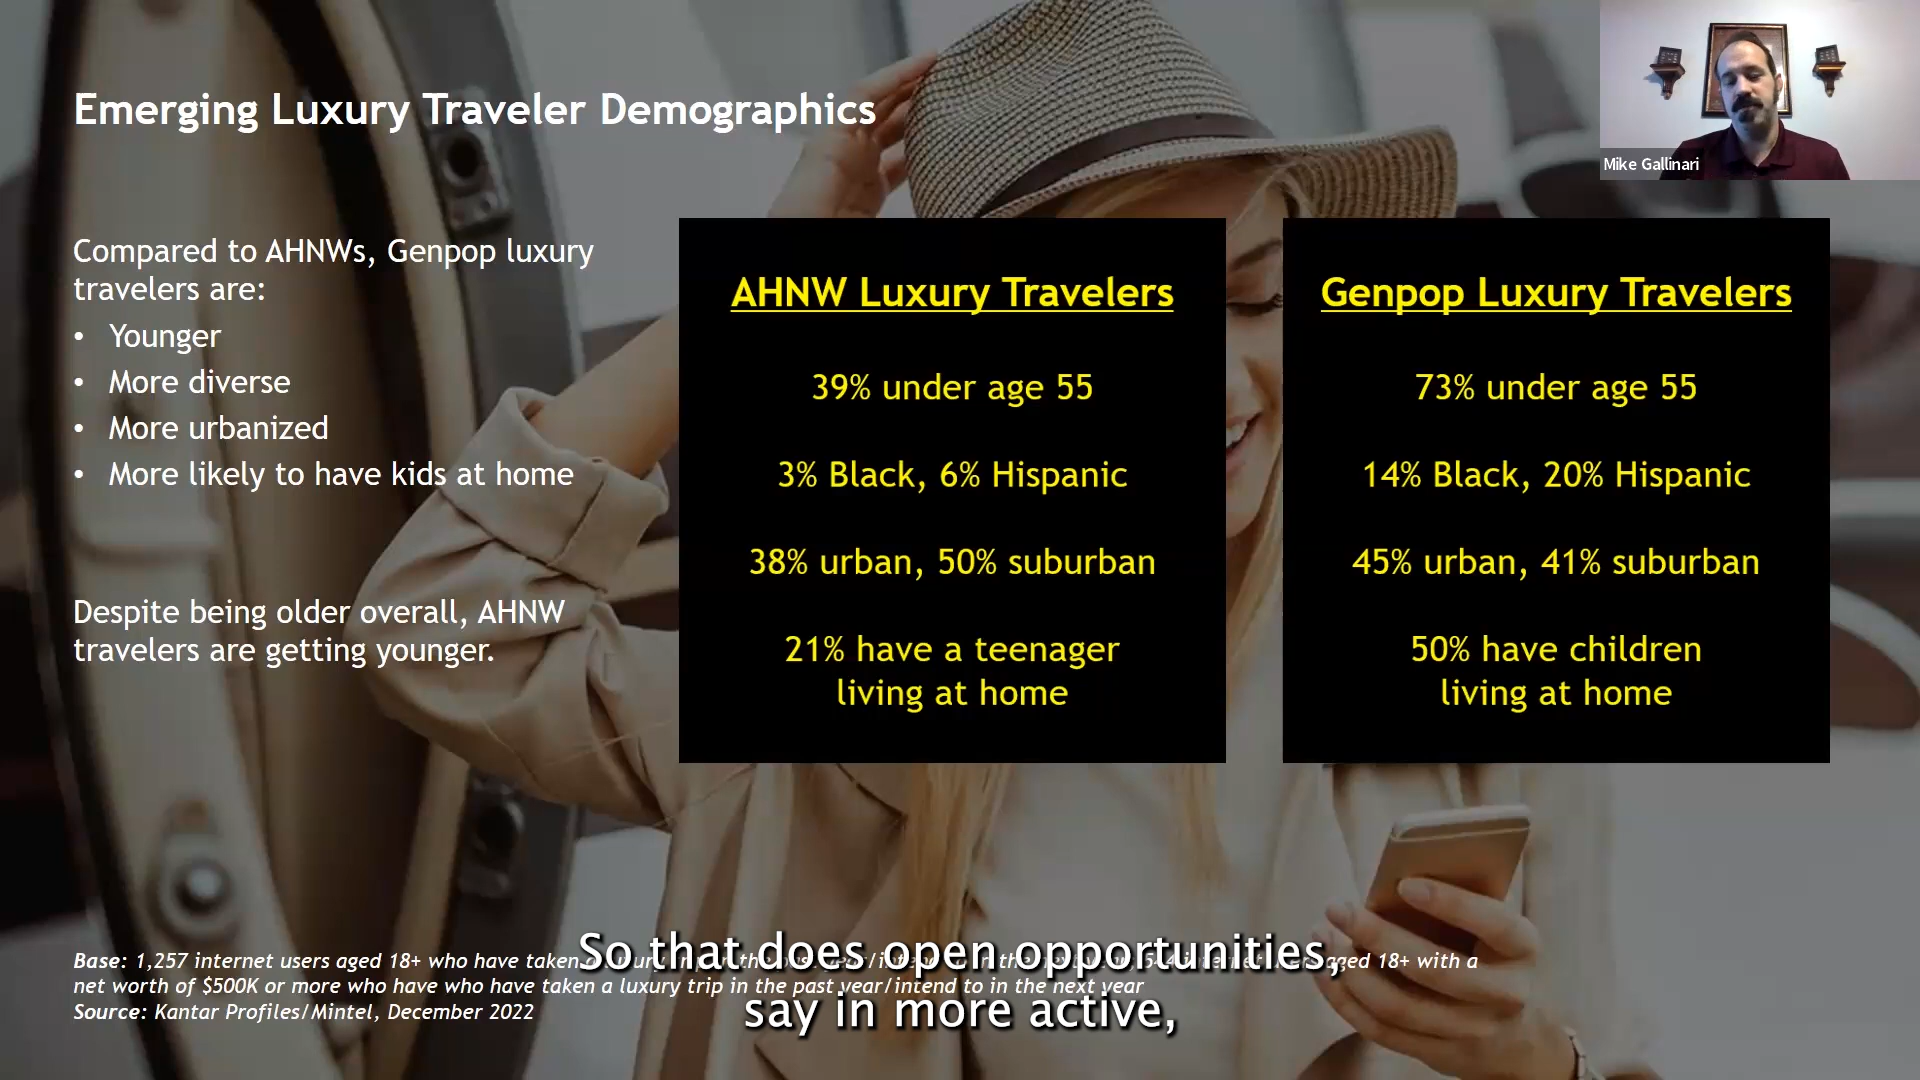 Emerging Luxury Traveler Demographics
Mike Gallinari
Compared to AHNWs, Genpop luxury
travelers are:
• Younger
• More diverse
• More urbanized
• More likely to have kids at home
Despite being older overall, AHNW
travelers are getting younger.
AHNW Luxury Travelers
39% under age 55
3% Black, 6% Hispanic
38% urban, 50% suburban
21% have a teenager
living at home
Genpop Luxury Travelers
73% under age 55
14% Black, 20% Hispanic
45% urban, 41% suburban
50% have children
living at home
Base: 1,257 internet users aged 18+ who have taken aged 18+ with a
net worth of $500K or more who have who have taken a luxury trip in the past year/intend to in the next year
Source: Kantar Profiles/Mintel, December 2022
So that does open opportunities,
say in more active,